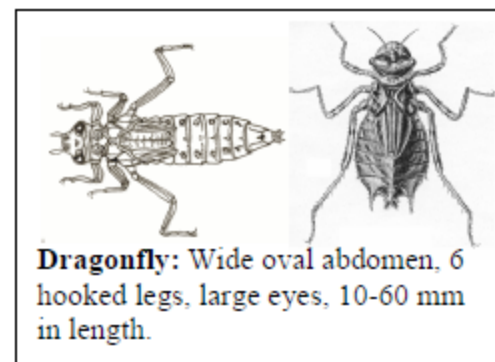 Dragonfly: Wide oval abdomen, 6
hooked legs, large eyes, 10-60 mm
in length.